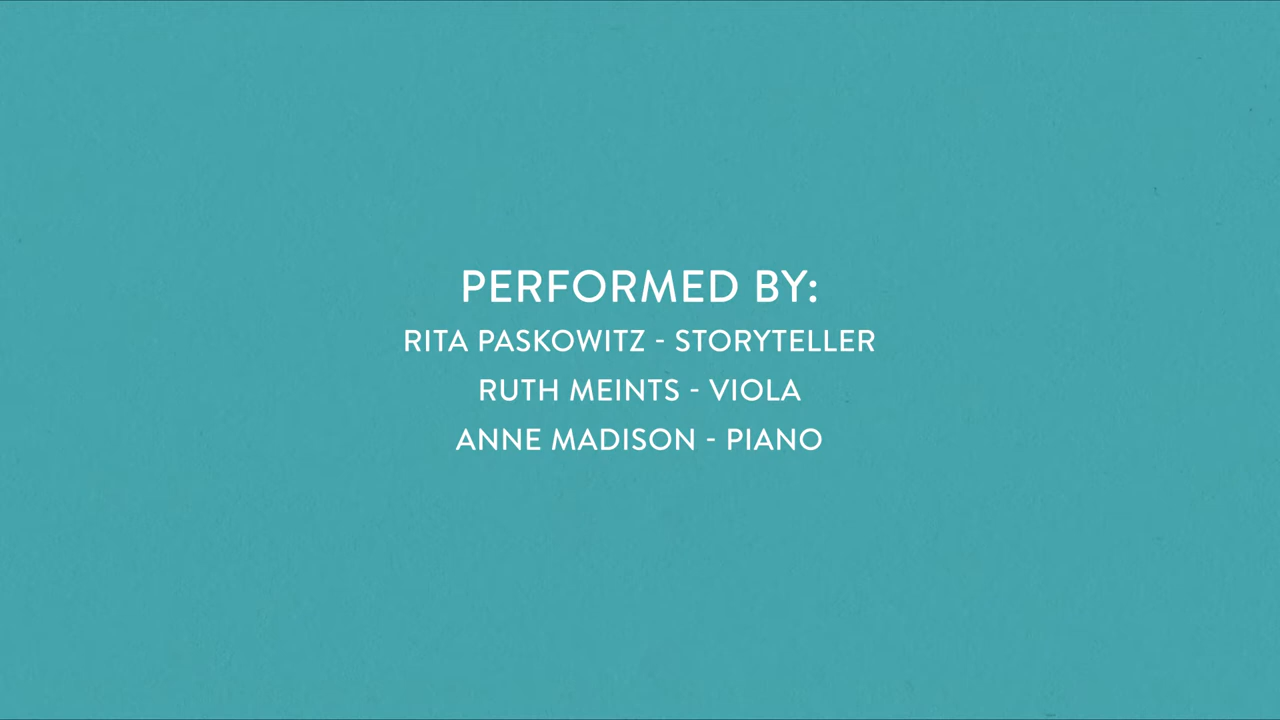 PERFORMED BY:
RITA PASKOWITZ - STORYTELLER
RUTH MEINTS - VIOLA
ANNE MADISON - PIANO